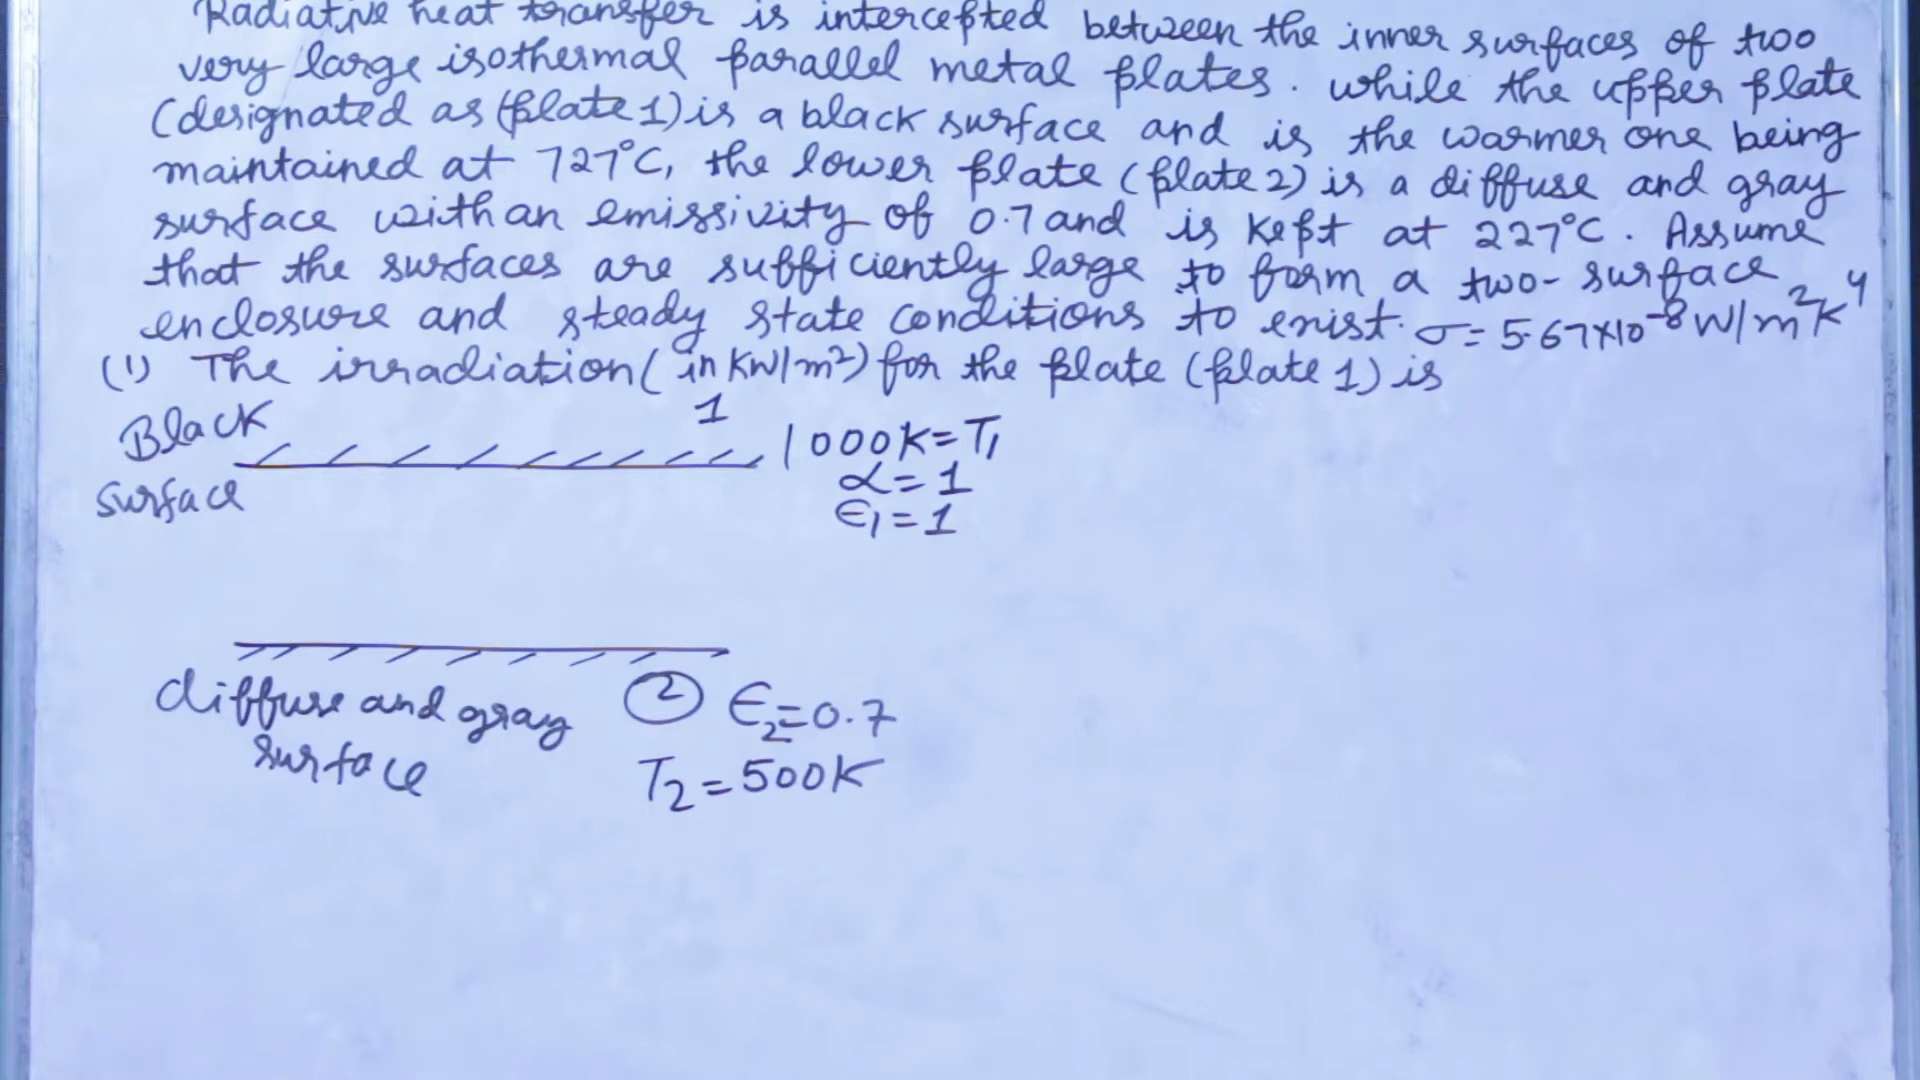 Radiative heat transfer is intercepted between the inner surfaces of two
very large isothermal parallel metal plates. while the upper plate
(designated as (plate 1) is a black surface and is the warmer one being
maintained at 727°C, the lower plate (plate 2) is a diffuse and gray
surface with an emissivity of 0.7 and is kept at 227°C. Assume
that the surfaces are sufficiently large to form a two-surface
enclosure and steady state conditions to exist. σ = 5.67×10⁻⁸ W/m²K⁴
(1) The irradiation (in kW/m²) for the plate (plate 1) is
Black
surface
1
1000K = T₁
α = 1
ϵ₁ = 1
diffuse and gray
surface
② ϵ₂ = 0.7
T₂ = 500K